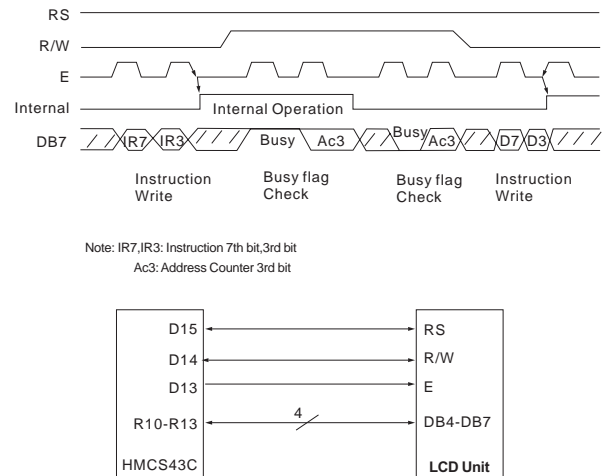 RS
R/W
E
Internal Internal Operation
DB7 IR7 IR3 Busy Ac3 Busy Ac3 D7 D3
Instruction Write
Busy flag Check
Busy flag Check
Instruction Write
Note: IR7,IR3: Instruction 7th bit,3rd bit
Ac3: Address Counter 3rd bit
D15 RS
D14 R/W
D13 E
R10-R13 4 DB4-DB7
HMCS43C LCD Unit